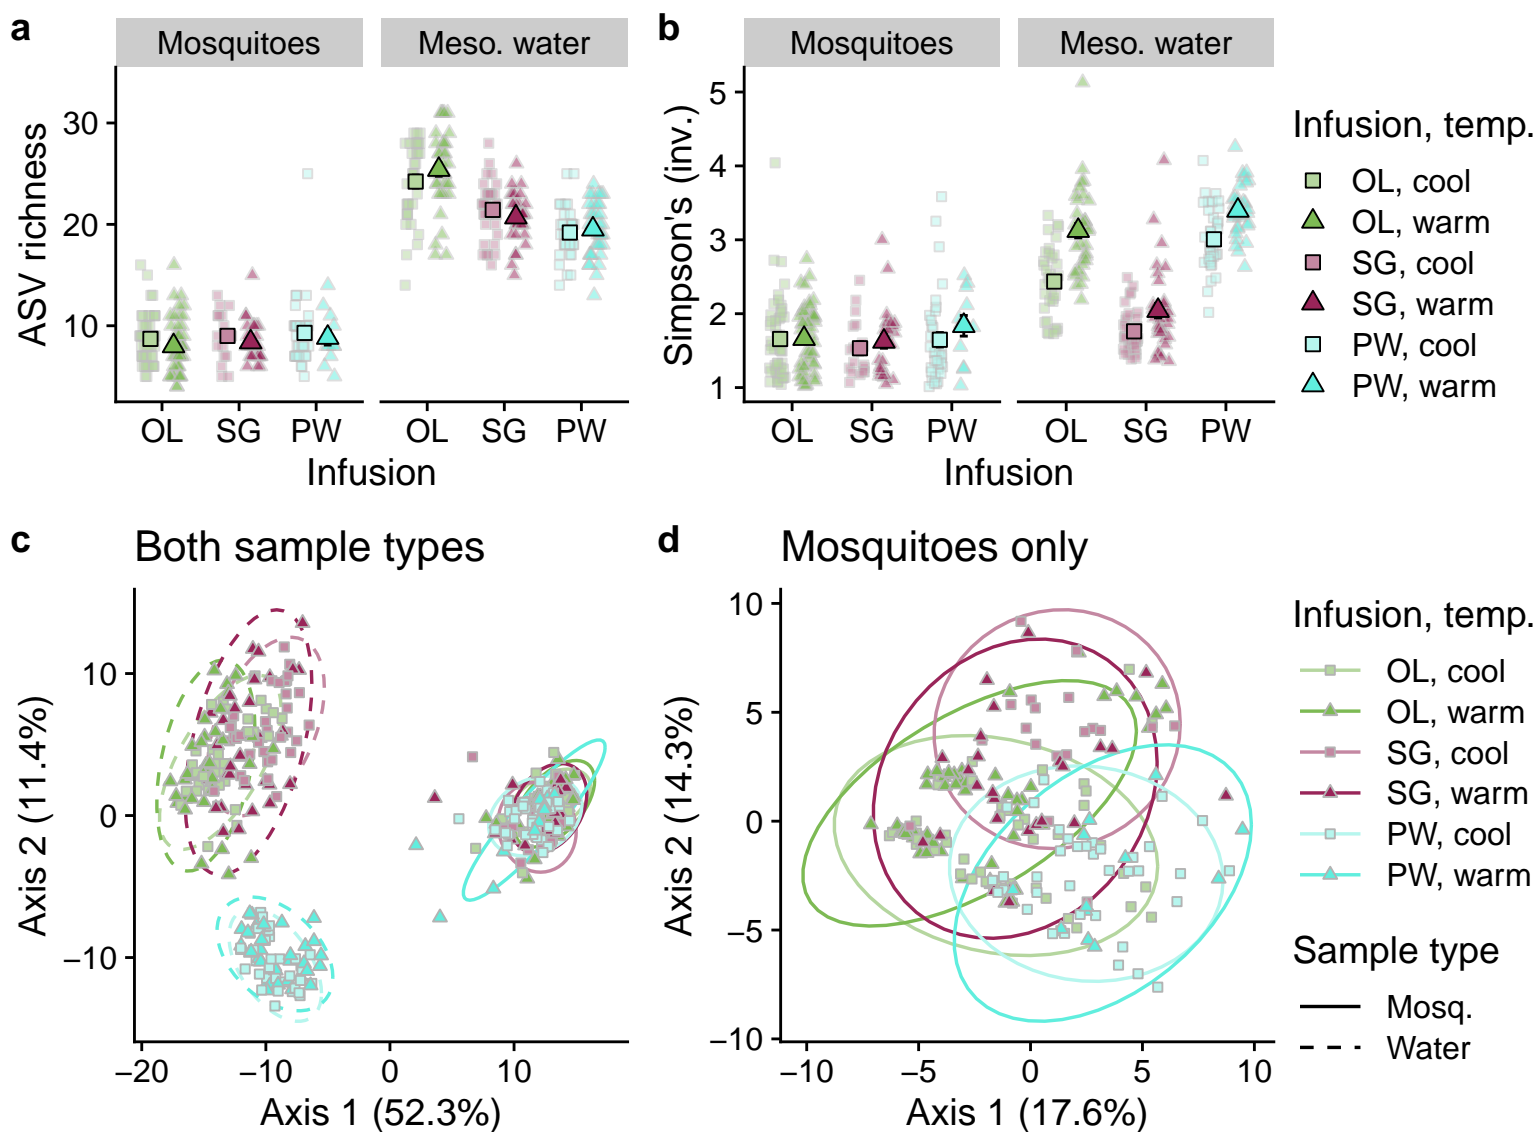 a
Mosquitoes
Meso. water
ASV richness
30
20
10
OL
SG
PW
OL
SG
PW
Infusion
b
Mosquitoes
Meso. water
Simpson's (inv.)
5
4
3
2
1
OL
SG
PW
OL
SG
PW
Infusion
Infusion, temp.
OL, cool
OL, warm
SG, cool
SG, warm
PW, cool
PW, warm
c
Both sample types
Axis 2 (11.4%)
10
0
−10
−20
−10
0
10
Axis 1 (52.3%)
d
Mosquitoes only
Axis 2 (14.3%)
10
5
0
−5
−10
−10
−5
0
5
10
Axis 1 (17.6%)
Infusion, temp.
OL, cool
OL, warm
SG, cool
SG, warm
PW, cool
PW, warm
Sample type
Mosq.
Water